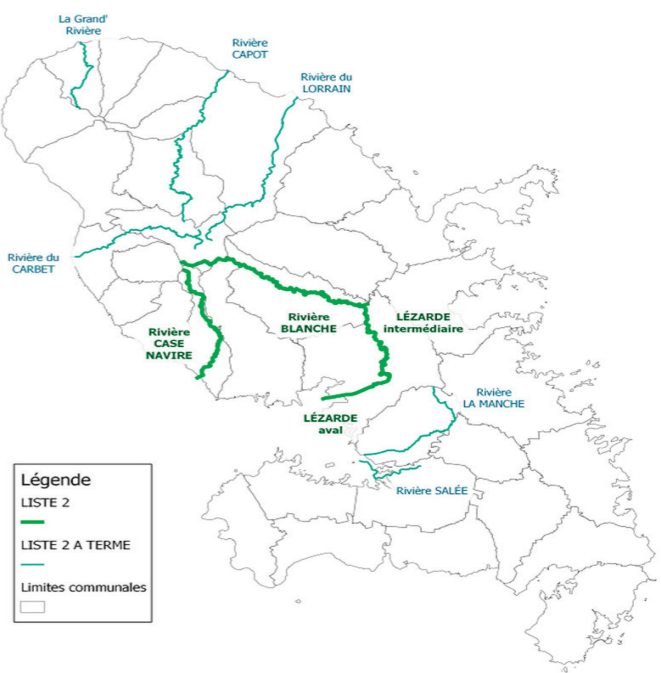 La Grand'
Rivière
Rivière
CAPOT
Rivière du
LORRAIN
Rivière du
CARBET
Rivière
CASE
NAVIRE
Rivière
BLANCHE
LÉZARDE
intermédiaire
LÉZARDE
aval
Rivière
LA MANCHE
Rivière SALÉE
Légende
LISTE 2
LISTE 2 A TERME
Limites communales